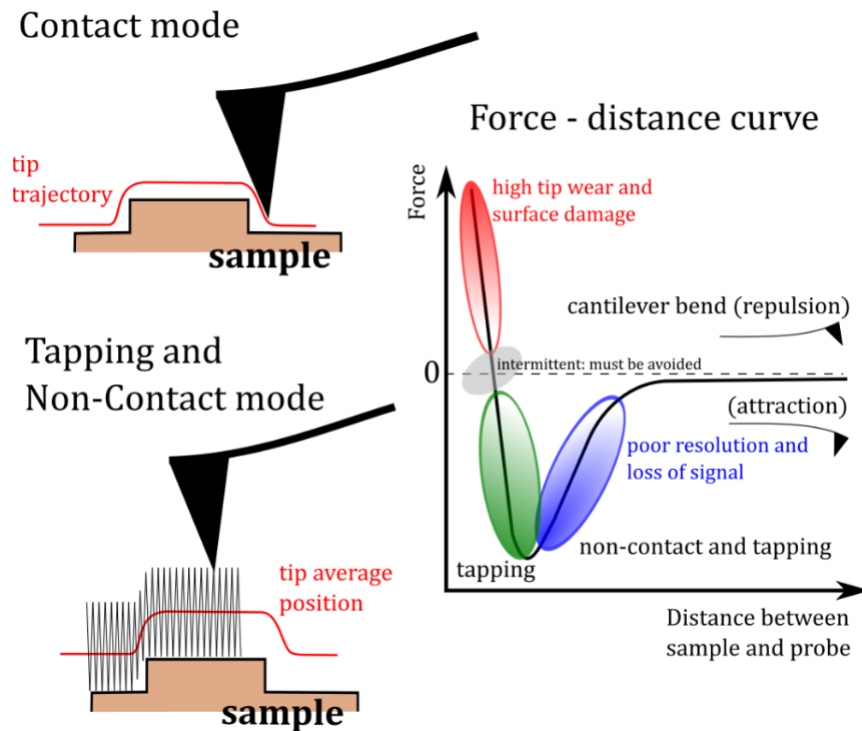 Contact mode
tip
trajectory
sample
Tapping and
Non-Contact mode
tip average
position
sample
Force - distance curve
Force
high tip wear and
surface damage
cantilever bend (repulsion)
intermittent: must be avoided
0
(attraction)
poor resolution and
loss of signal
non-contact and tapping
tapping
Distance between
sample and probe